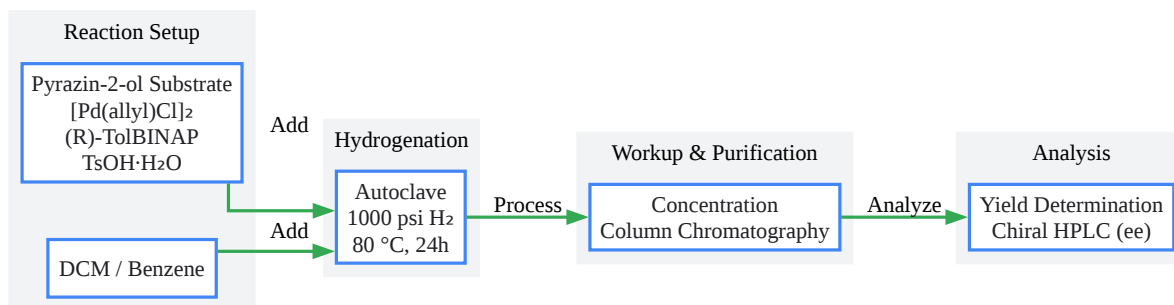 Reaction Setup
Pyrazin-2-ol Substrate
[Pd(allyl)Cl]₂
(R)-TolBINAP
TsOH·H₂O
DCM / Benzene
Add
Add
Hydrogenation
Autoclave
1000 psi H₂
80 °C, 24h
Process
Workup & Purification
Concentration
Column Chromatography
Analyze
Analysis
Yield Determination
Chiral HPLC (ee)